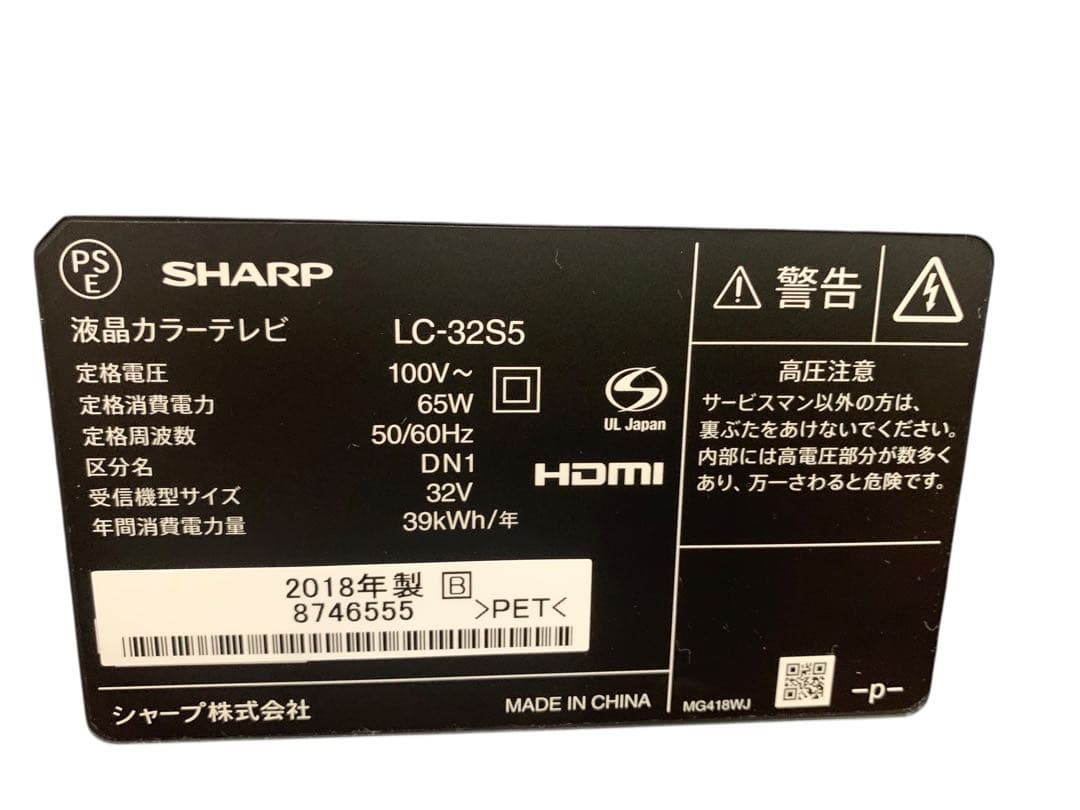 PS
E
SHARP
液晶カラーテレビ LC-32S5
定格電圧 100V～
定格消費電力 65W
定格周波数 50/60Hz
区分名 DN1
受信機型サイズ 32V
年間消費電力量 39kWh/年
UL Japan
HDMI
2018年製 B
8746555 >PET<
シャープ株式会社 MADE IN CHINA
警告
高圧注意
サービスマン以外の方は、
裏ぶたをあけないでください。
内部には高電圧部分が数多く
あり、万一さわると危険です。
MG418WJ -p-